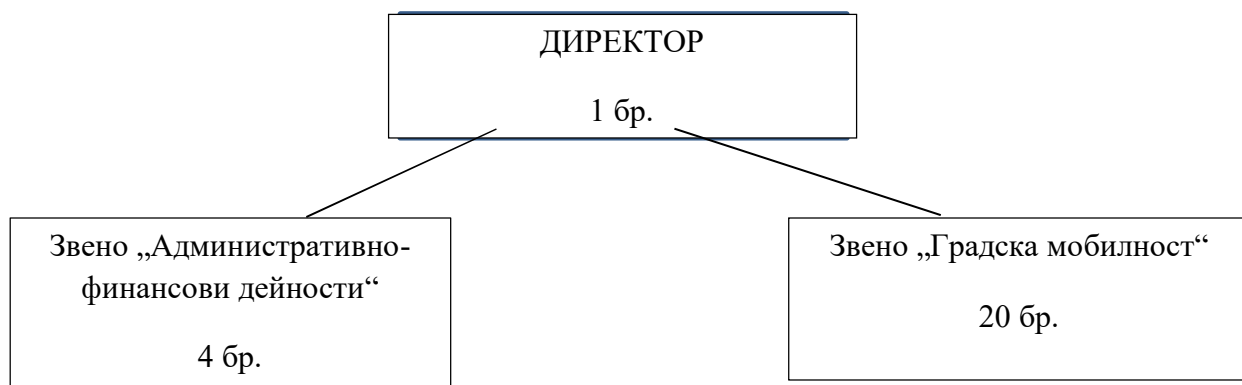 ДИРЕКТОР
1 бр.
Звено „Административно-
финансови дейности“
4 бр.
Звено „Градска мобилност“
20 бр.